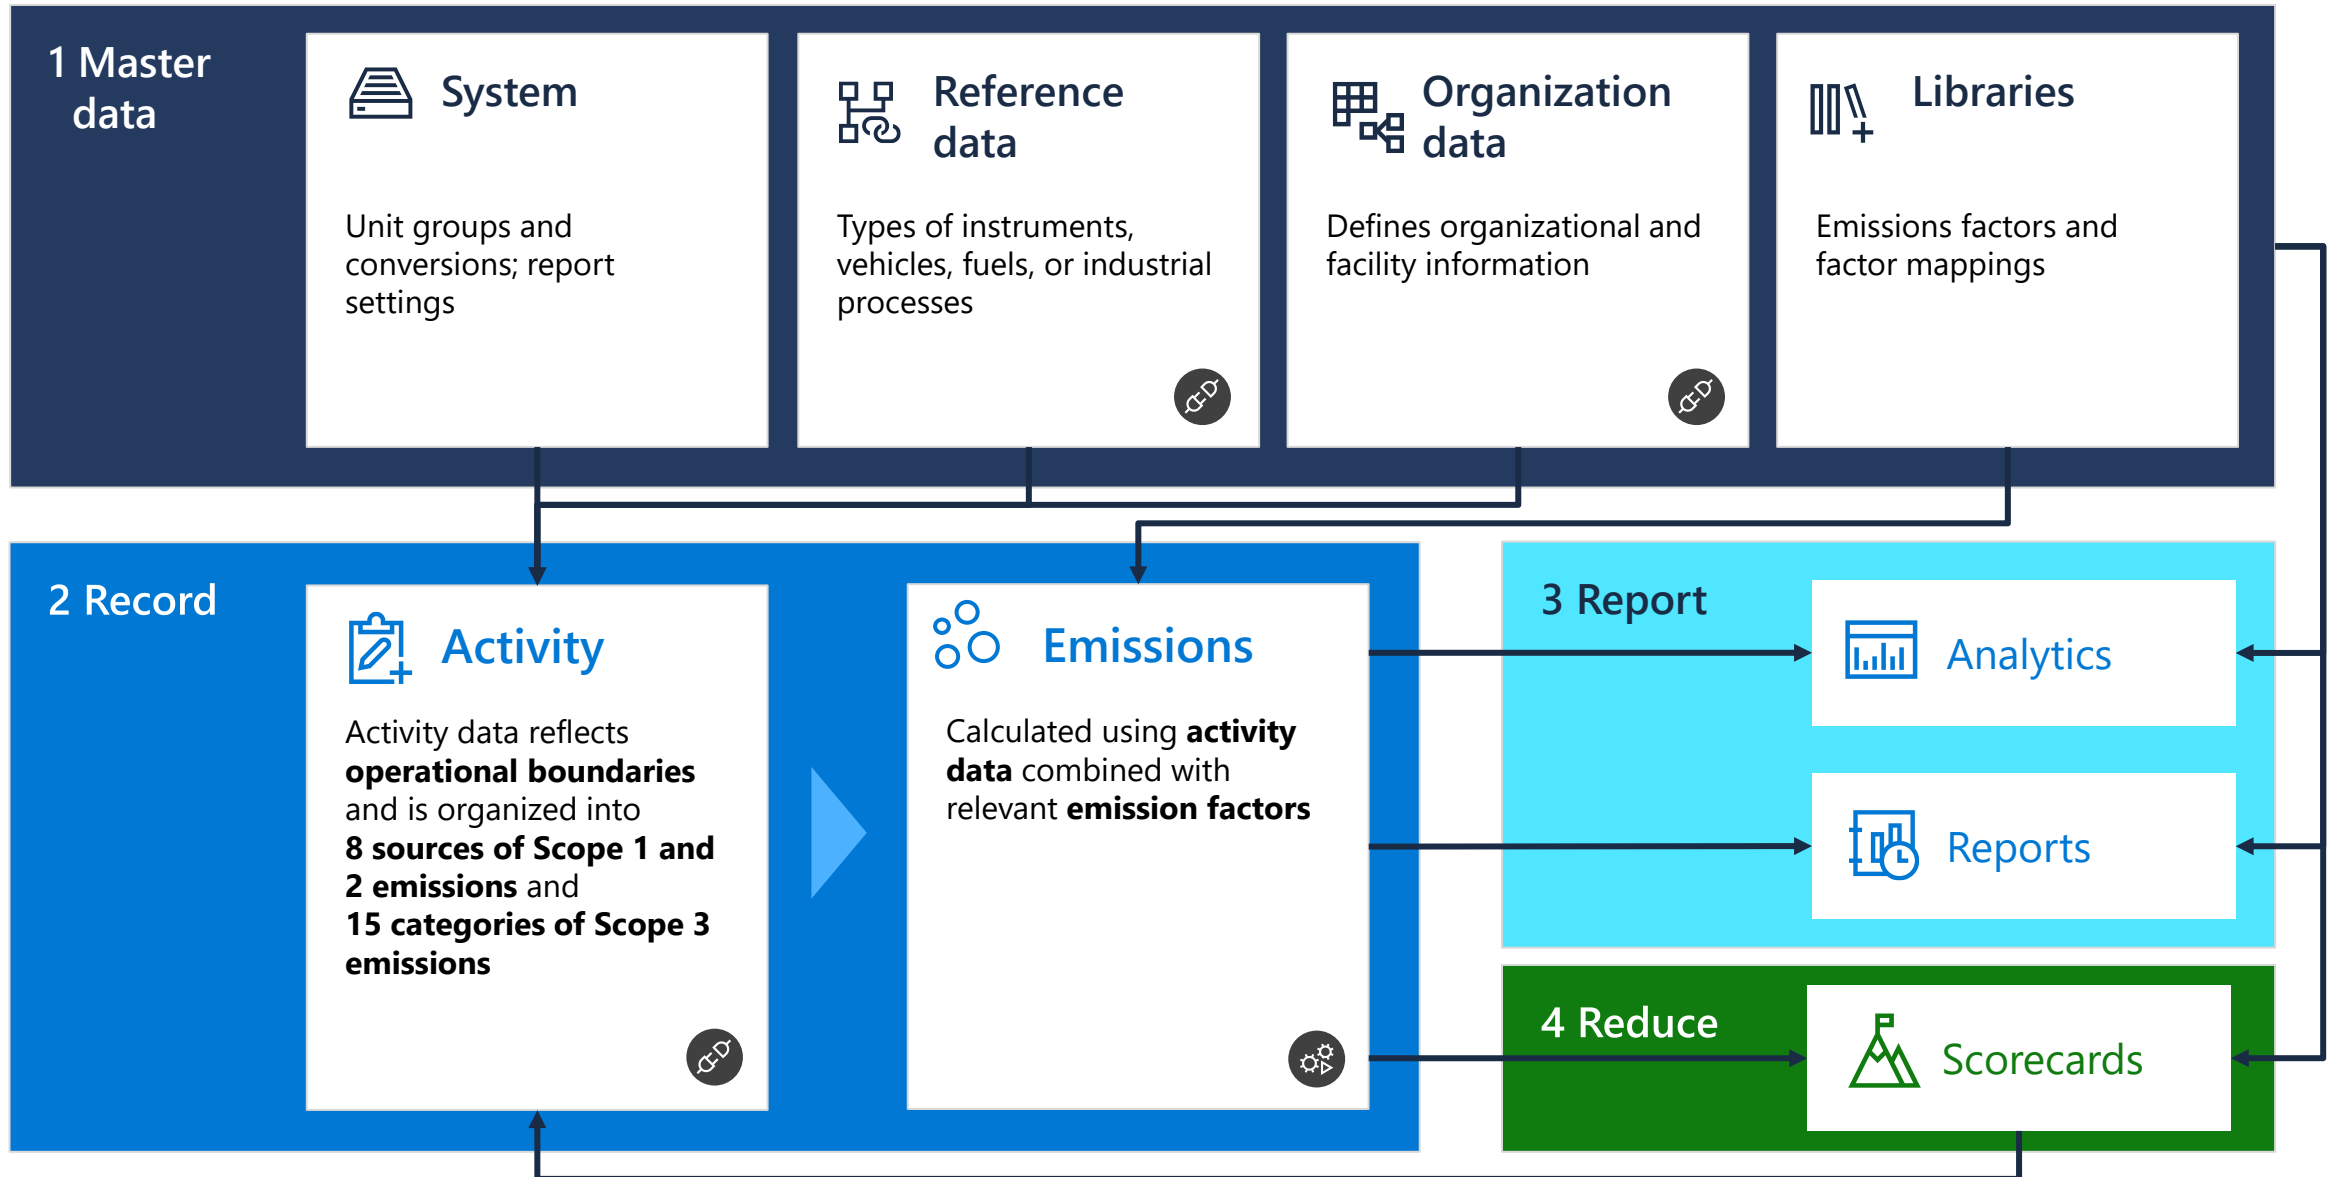 1 Master
data
System
Unit groups and
conversions; report
settings
Reference
data
Types of instruments,
vehicles, fuels, or industrial
processes
Organization
data
Defines organizational and
facility information
Libraries
Emissions factors and
factor mappings
2 Record
Activity
Activity data reflects
operational boundaries
and is organized into
8 sources of Scope 1 and
2 emissions and
15 categories of Scope 3
emissions
Emissions
Calculated using activity
data combined with
relevant emission factors
3 Report
Analytics
Reports
4 Reduce
Scorecards